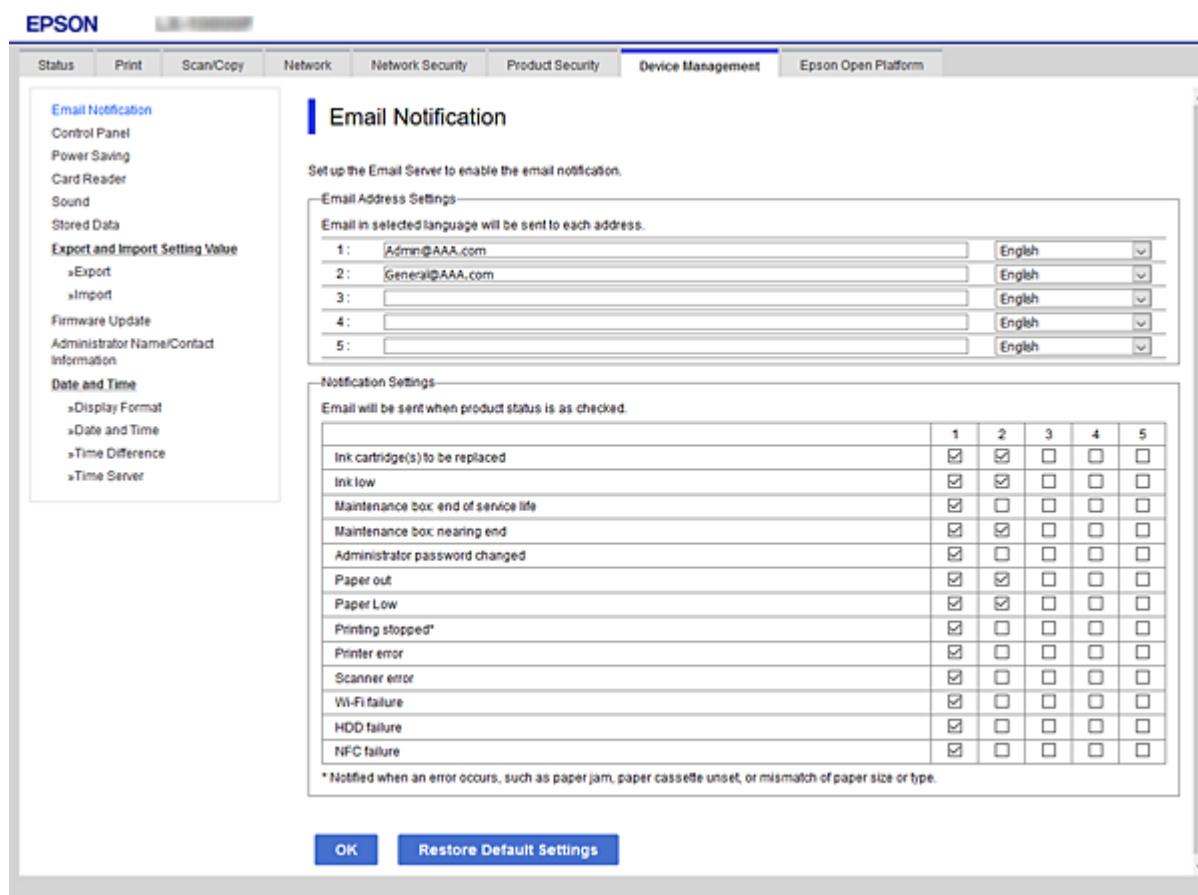 EPSON
Status Print Scan/Copy Network Network Security Product Security Device Management Epson Open Platform
Email Notification
Control Panel
Power Saving
Card Reader
Sound
Stored Data
Export and Import Setting Value
»Export
»Import
Firmware Update
Administrator Name/Contact
Information
Date and Time
»Display Format
»Date and Time
»Time Difference
»Time Server
Email Notification
Set up the Email Server to enable the email notification.
Email Address Settings
Email in selected language will be sent to each address.
1 : Admin@AAA.com English
2 : General@AAA.com English
3 : English
4 : English
5 : English
Notification Settings
Email will be sent when product status is as checked.
1 2 3 4 5
Ink cartridge(s) to be replaced
Ink low
Maintenance box: end of service life
Maintenance box: nearing end
Administrator password changed
Paper out
Paper Low
Printing stopped*
Printer error
Scanner error
Wi-Fi failure
HDD failure
NFC failure
* Notified when an error occurs, such as paper jam, paper cassette unset, or mismatch of paper size or type.
OK Restore Default Settings